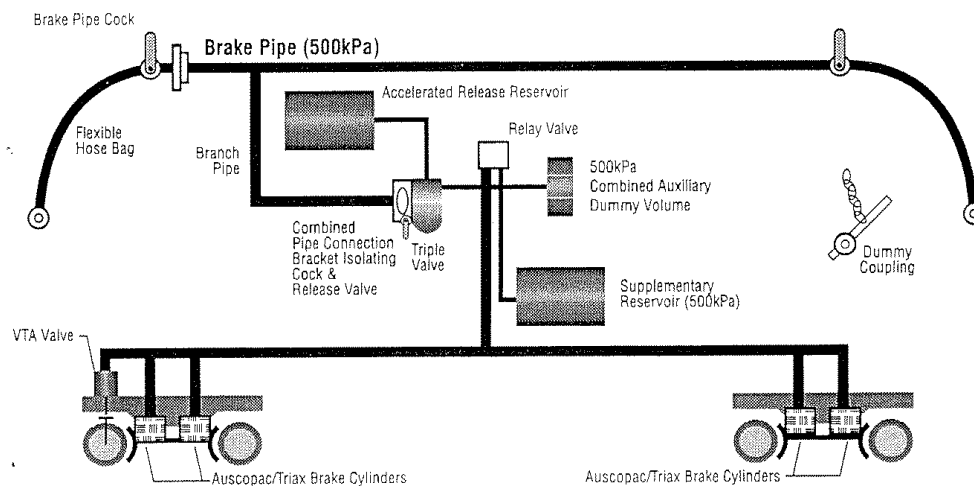 Brake Pipe Cock
Brake Pipe (500kPa)
Accelerated Release Reservoir
Flexible
Hose Bag
Branch
Pipe
Relay Valve
500kPa
Combined Auxiliary
Dummy Volume
Combined
Pipe Connection
Bracket Isolating
Cock &
Release Valve
Triple
Valve
Dummy
Coupling
Supplementary
Reservoir (500kPa)
VTA Valve
Auscopac/Triax Brake Cylinders
Auscopac/Triax Brake Cylinders